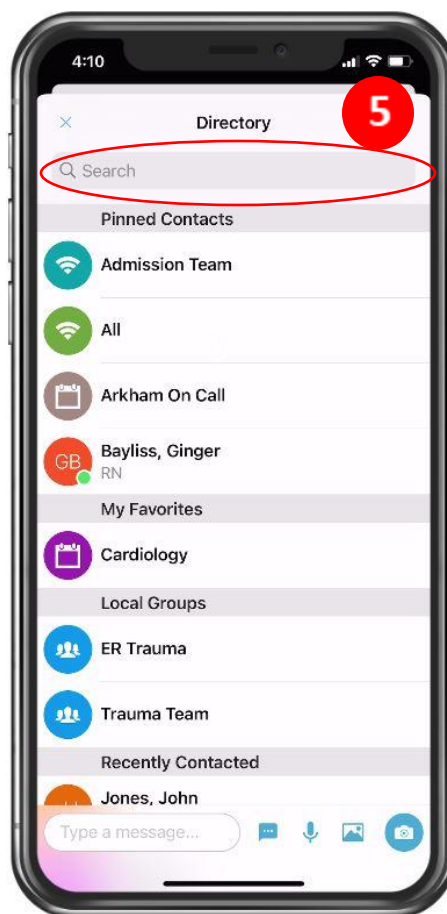 4:10
Directory
5
Search
Pinned Contacts
Admission Team
All
Arkham On Call
GB
Bayliss, Ginger
RN
My Favorites
Cardiology
Local Groups
ER Trauma
Trauma Team
Recently Contacted
Jones, John
Type a message...